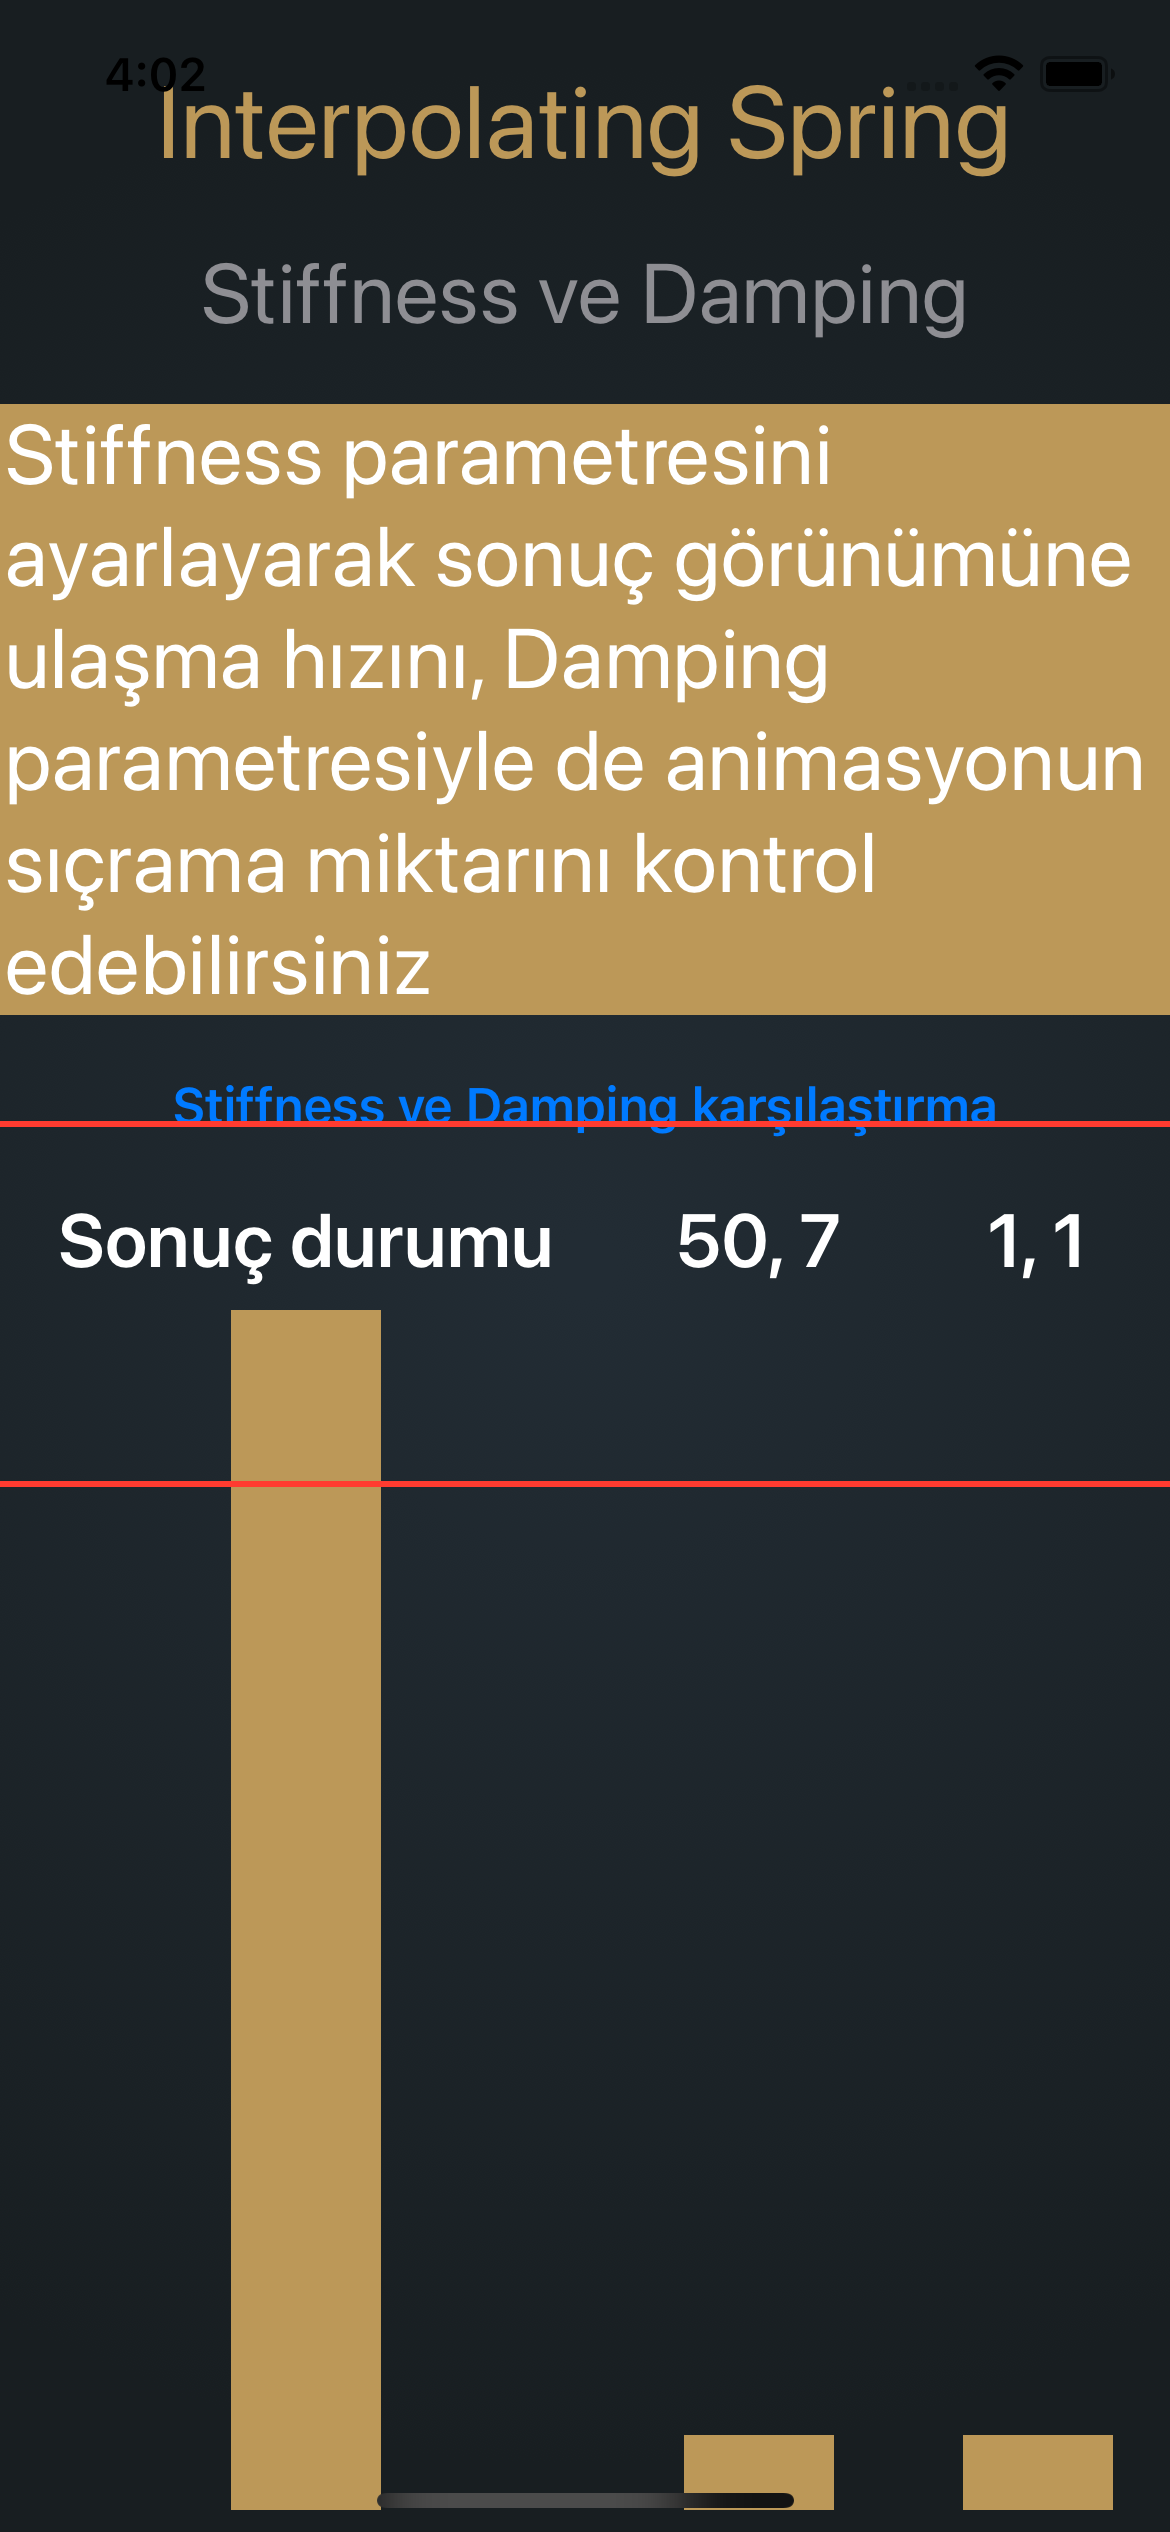 4:02
Interpolating Spring
Stiffness ve Damping
Stiffness parametresini
ayarlayarak sonuç görünümüne
ulaşma hızını, Damping
parametresiyle de animasyonun
sıçrama miktarını kontrol
edebilirsiniz
Stiffness ve Damping karşılaştırma
Sonuç durumu 50, 7 1, 1